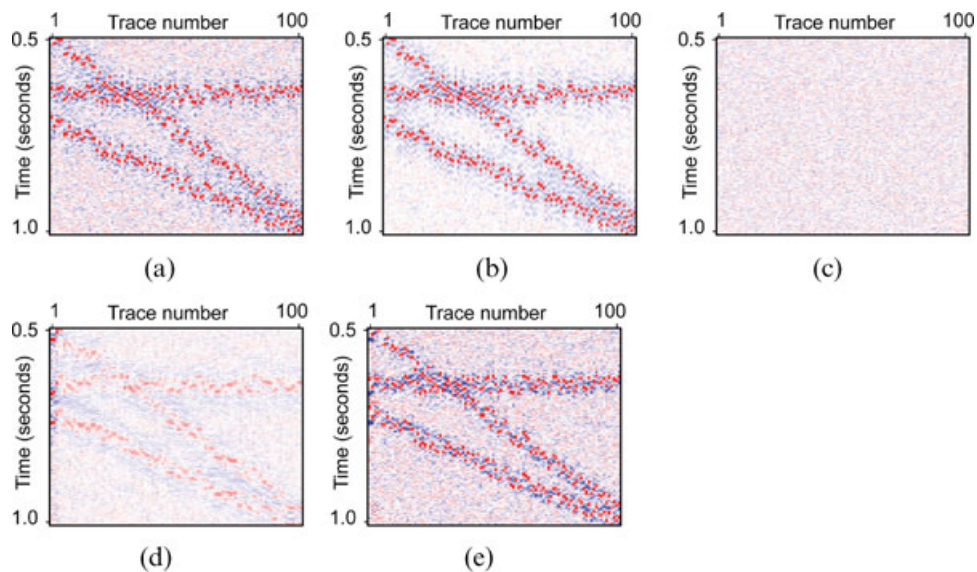 Trace number
1 100
0.5
Time (seconds)
1.0
(a)
Trace number
1 100
0.5
Time (seconds)
1.0
(b)
Trace number
1 100
0.5
Time (seconds)
1.0
(c)
1 100
Trace number
0.5
Time (seconds)
1.0
(d)
1 100
Trace number
0.5
Time (seconds)
1.0
(e)